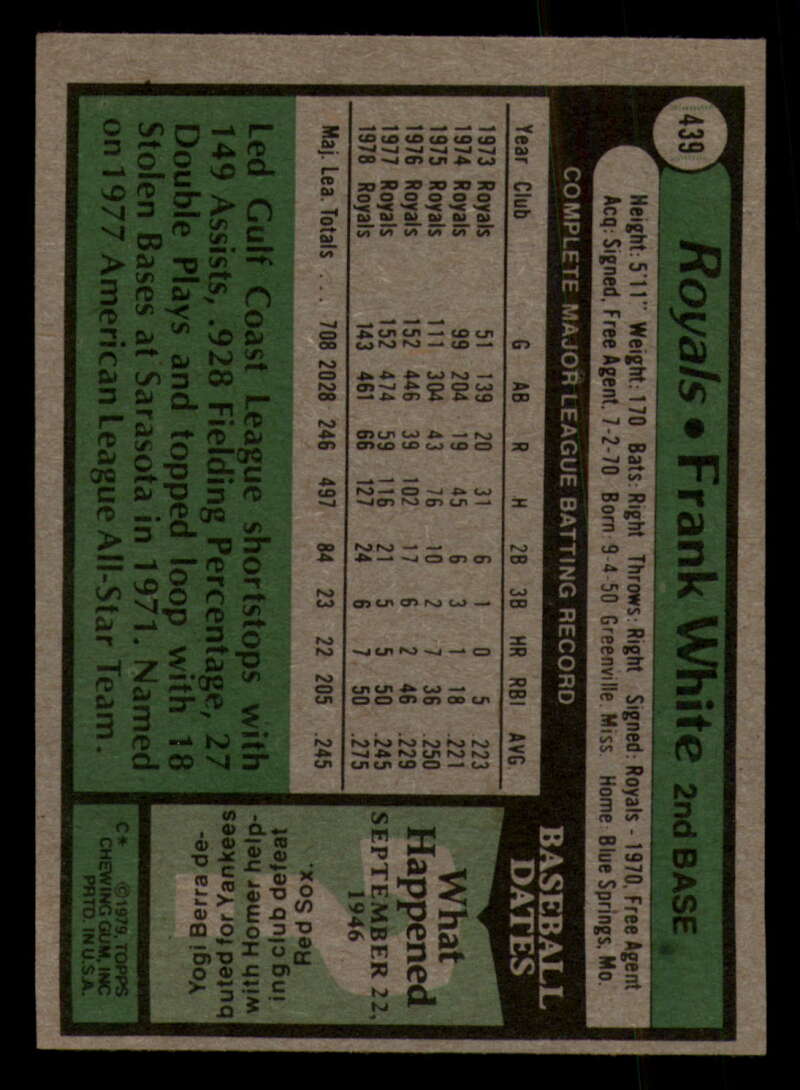 439
Royals • Frank White 2nd BASE
Height: 5'11" Weight: 170 Bats: Right Throws: Right Signed: Royals - 1970, Free Agent
Acq: Signed, Free Agent, 7-2-70 Born 9-4-50 Greenville, Miss. Home: Blue Springs, Mo.
COMPLETE MAJOR LEAGUE BATTING RECORD
Year Club G AB R H 2B 3B HR RBI AVG.
1973 Royals 51 139 20 31 6 1 0 5 .223
1974 Royals 99 204 19 45 6 3 1 18 .221
1975 Royals 111 304 43 76 10 2 7 36 .250
1976 Royals 152 446 39 102 17 6 2 46 .229
1977 Royals 152 474 59 116 21 5 5 50 .245
1978 Royals 143 461 66 127 24 6 7 50 .275
Maj. Lea. Totals ... 708 2028 246 497 84 23 22 205 .245
Led Gulf Coast League shortstops with
149 Assists, .928 Fielding Percentage, 27
Double Plays and topped loop with 18
Stolen Bases at Sarasota in 1971. Named
on 1977 American League All-Star Team.
BASEBALL
DATES
What
Happened
SEPTEMBER 22,
1946
Yogi Berra de-
buted for Yankees
with Homer help-
ing club defeat
Red Sox.
C* ©1979, TOPPS
CHEWING GUM, INC
PRTD. IN U.S.A.